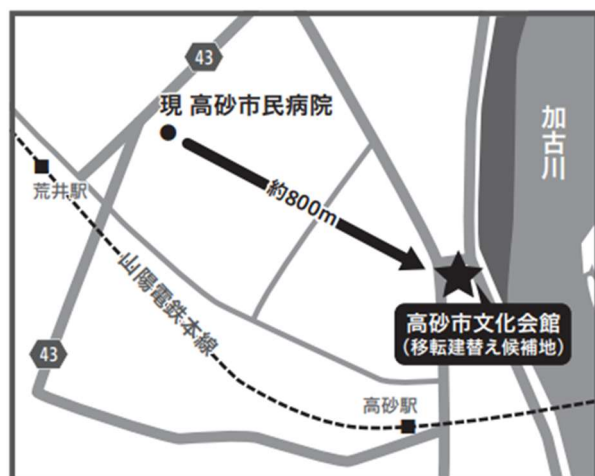 43
現 高砂市民病院
荒井駅
約800m
加古川
山陽電鉄本線
高砂市文化会館
(移転建替え候補地)
43
高砂駅